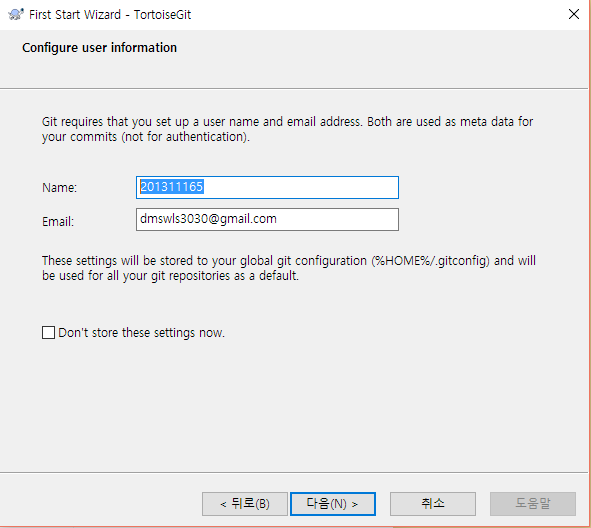 First Start Wizard - TortoiseGit
Configure user information
Git requires that you set up a user name and email address. Both are used as meta data for
your commits (not for authentication).
Name:
201311165
Email:
dmswls3030@gmail.com
These settings will be stored to your global git configuration (%HOME%/.gitconfig) and will
be used for all your git repositories as a default.
Don't store these settings now.
< 뒤로(B)
다음(N) >
취소
도움말